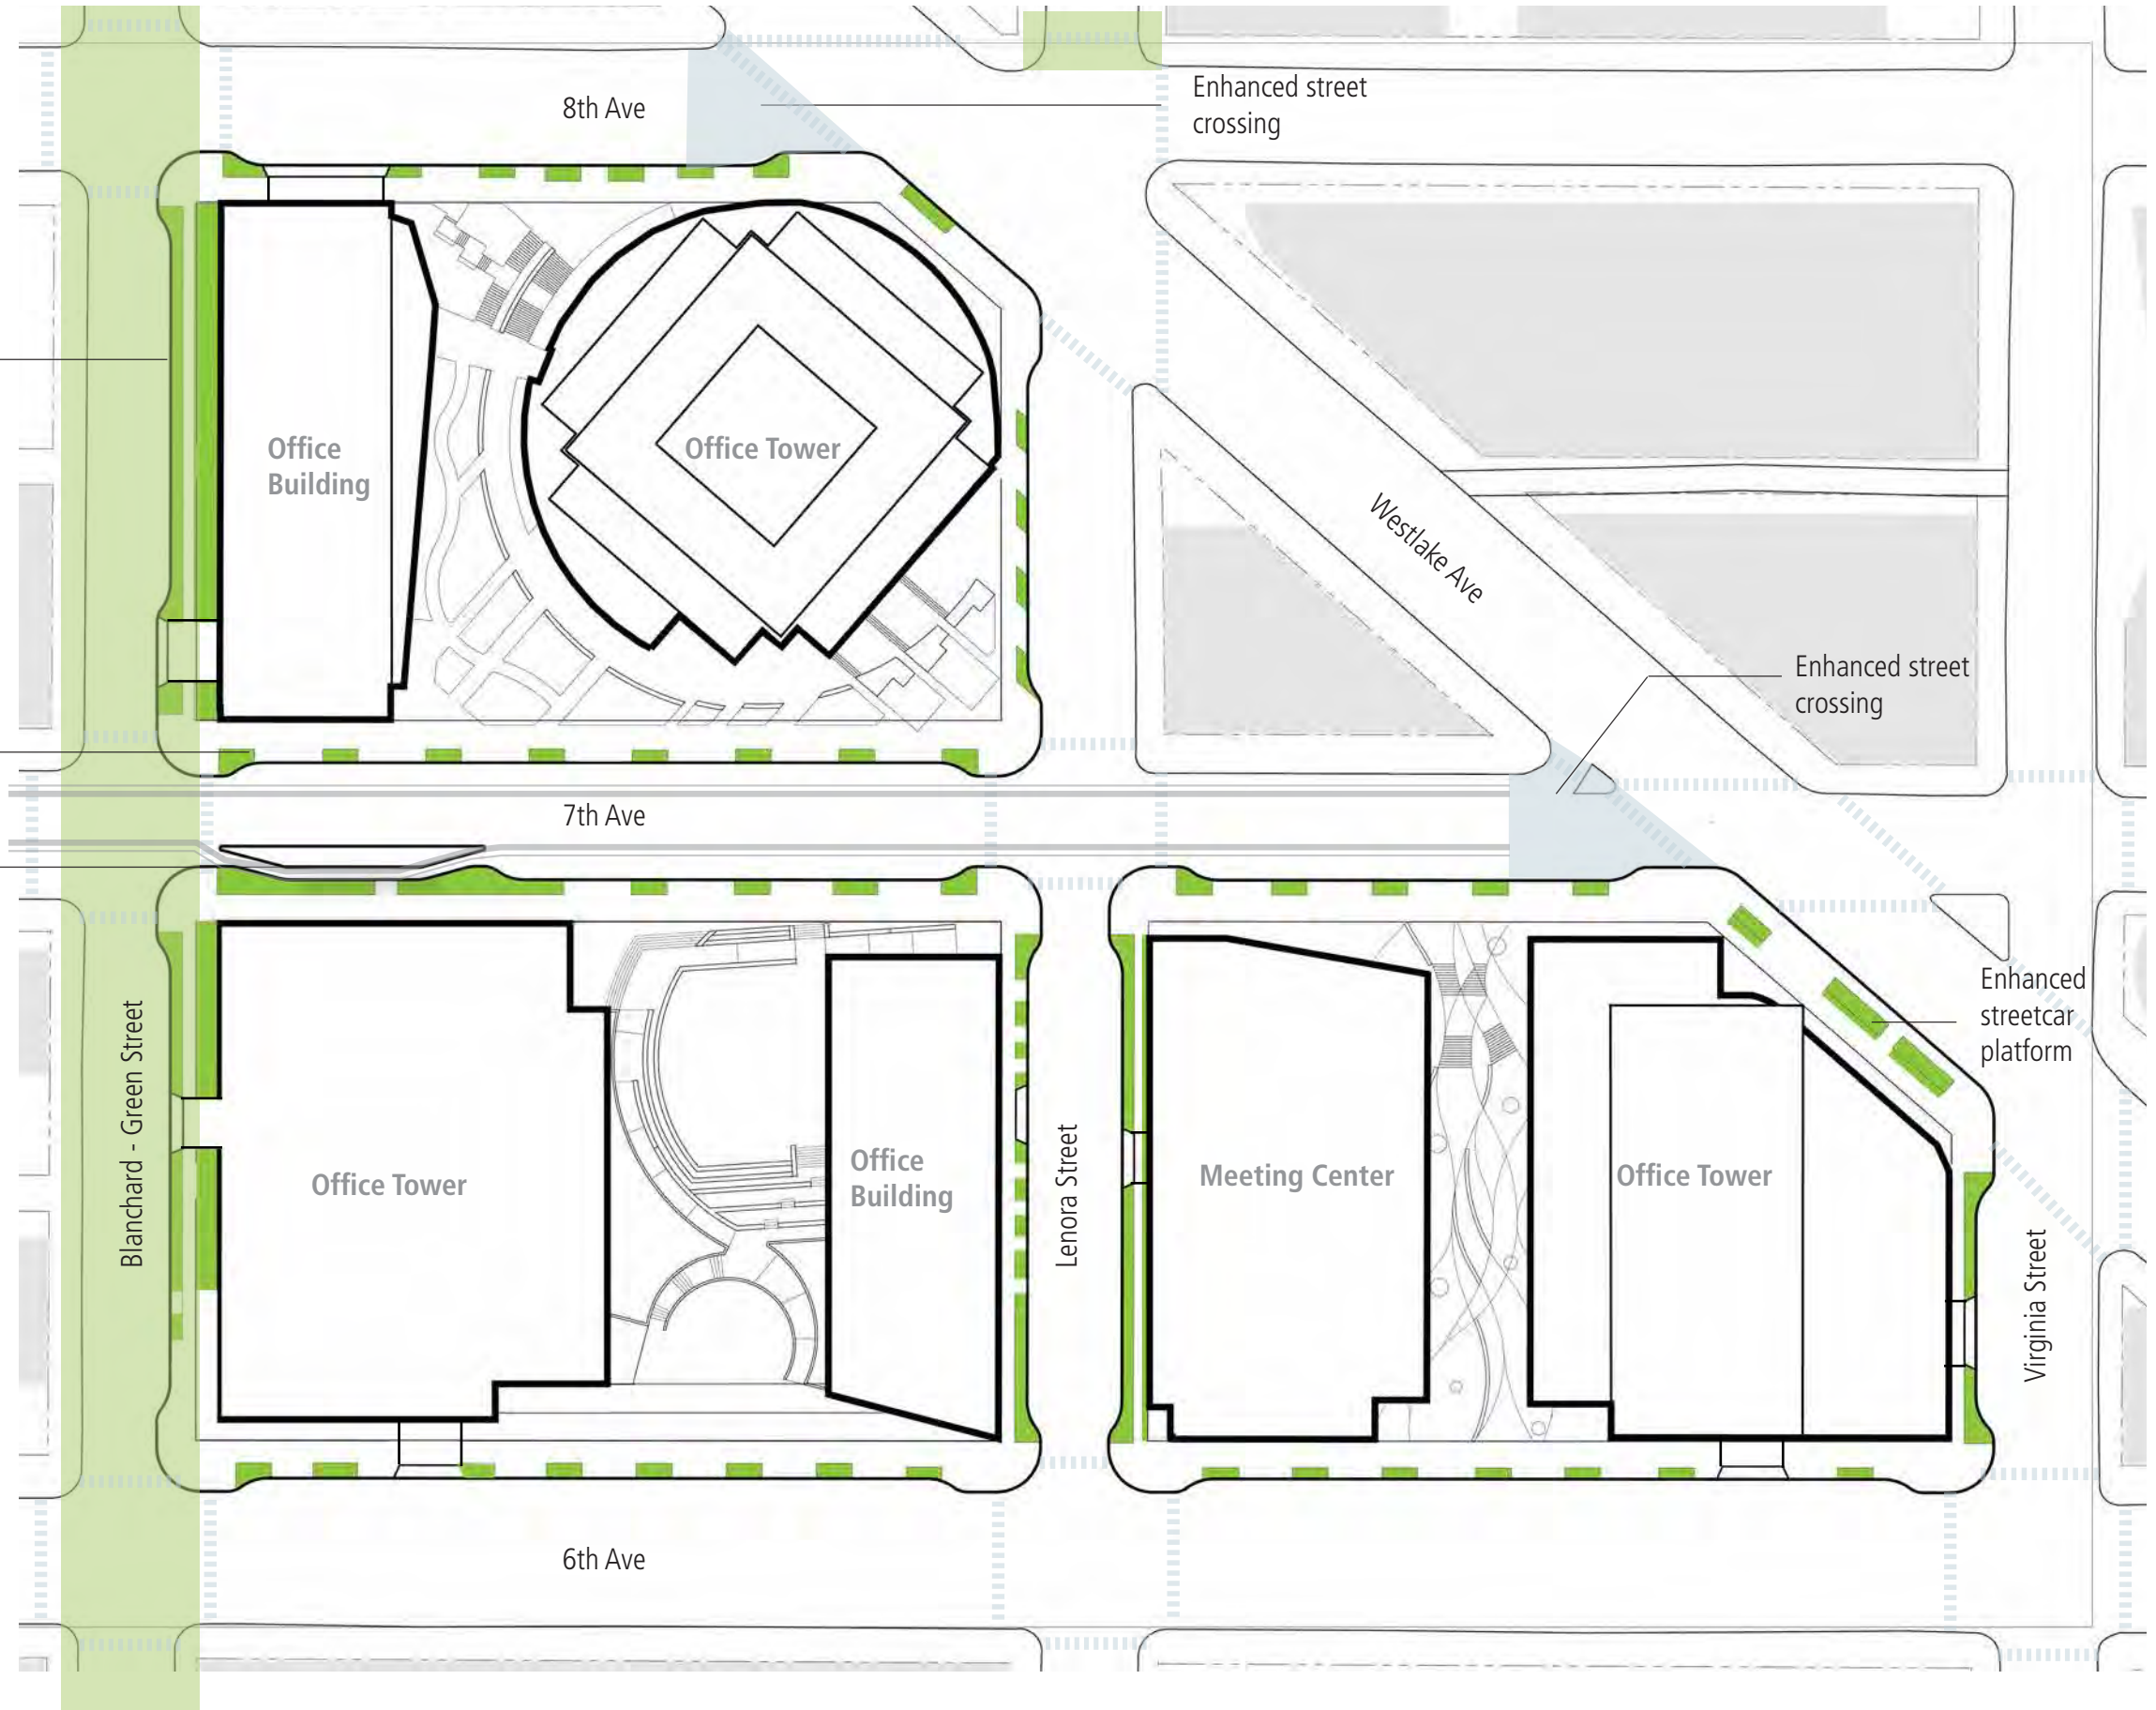 8th Ave
Enhanced street
crossing
Office
Building
Office Tower
Westlake Ave
Enhanced street
crossing
7th Ave
Enhanced
streetcar
platform
Blanchard - Green Street
Office Tower
Office
Building
Lenora Street
Meeting Center
Office Tower
Virginia Street
6th Ave